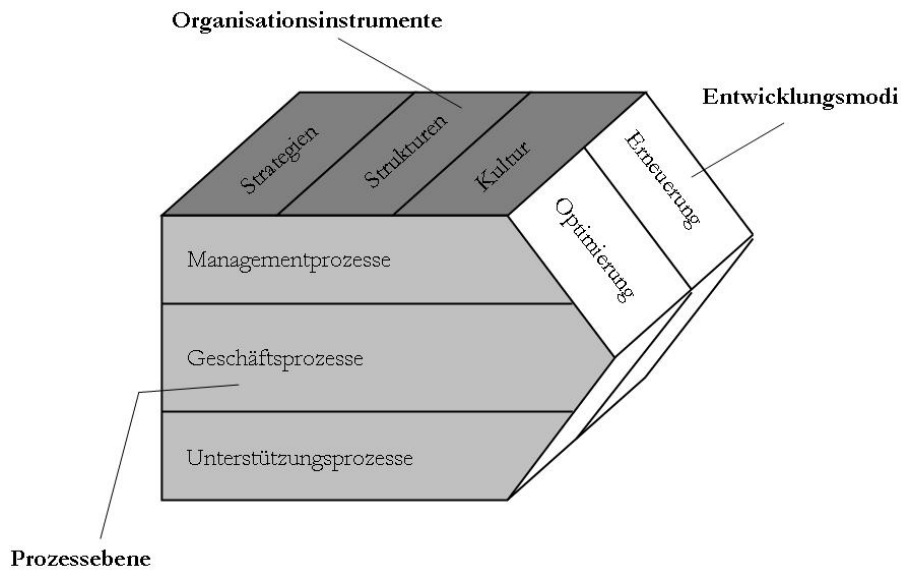 Organisationsinstrumente
Entwicklungsmodi
Strategien
Strukturen
Kultur
Erneuerung
Optimierung
Managementprozesse
Geschäftsprozesse
Unterstützungsprozesse
Prozessebene